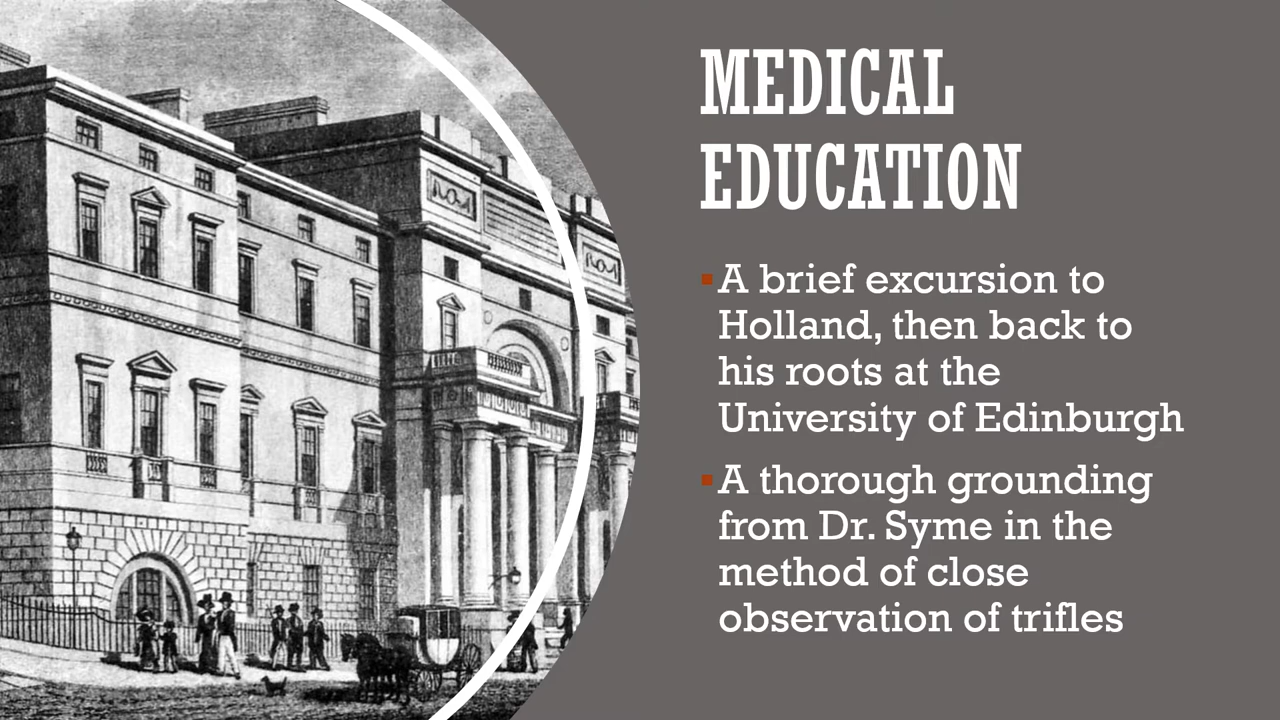 MEDICAL
EDUCATION
▪A brief excursion to
Holland, then back to
his roots at the
University of Edinburgh
▪A thorough grounding
from Dr. Syme in the
method of close
observation of trifles